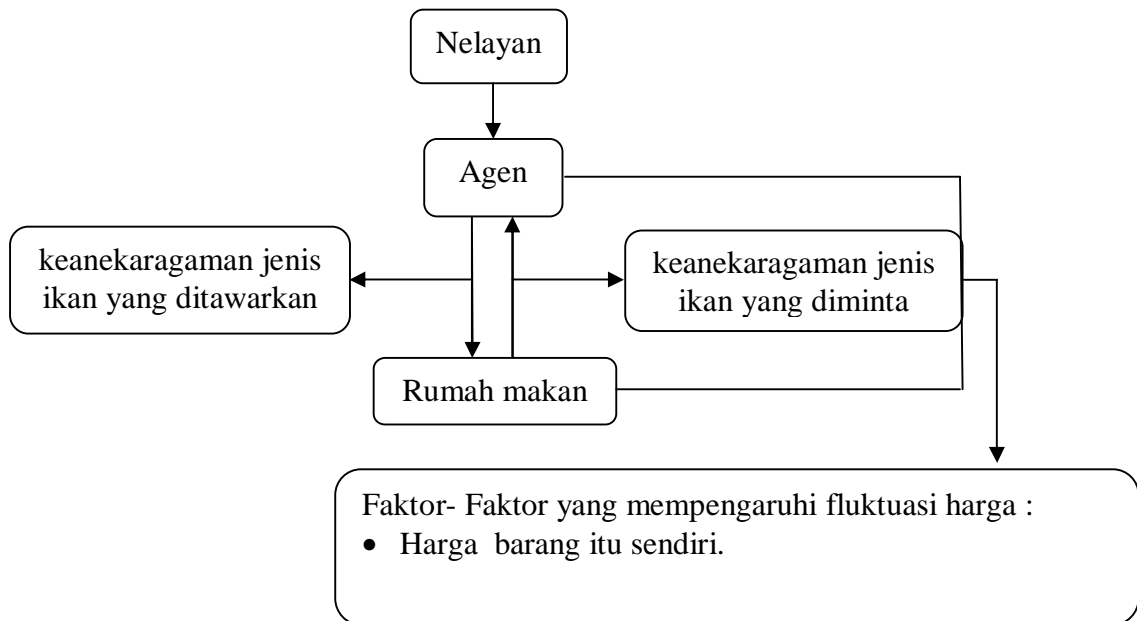 Nelayan
Agen
keanekaragaman jenis
ikan yang ditawarkan
keanekaragaman jenis
ikan yang diminta
Rumah makan
Faktor- Faktor yang mempengaruhi fluktuasi harga :
• Harga  barang itu sendiri.